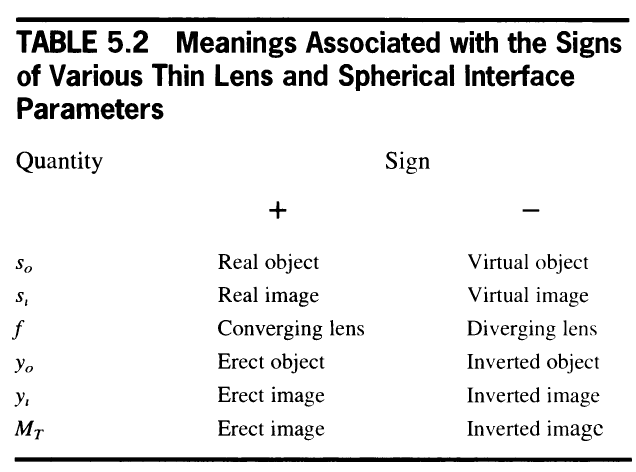 TABLE 5.2 Meanings Associated with the Signs
of Various Thin Lens and Spherical Interface
Parameters
Quantity Sign
+ −
s_o Real object Virtual object
s_i Real image Virtual image
f Converging lens Diverging lens
y_o Erect object Inverted object
y_i Erect image Inverted image
M_T Erect image Inverted image